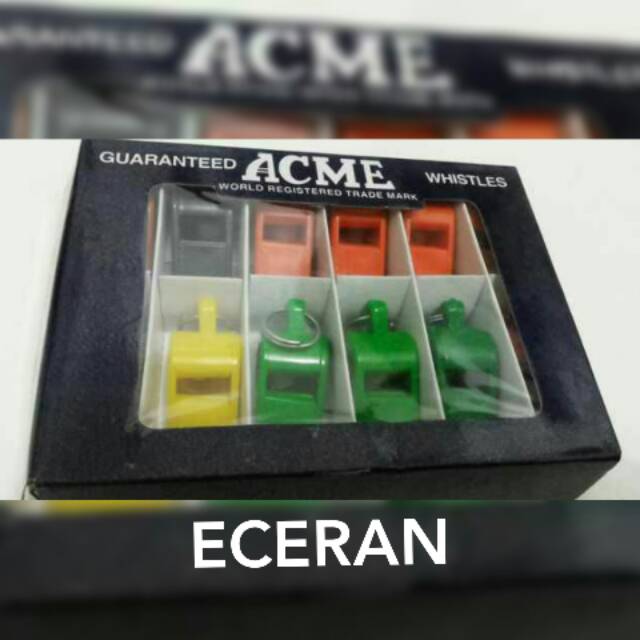 GUARANTEED ACME WHISTLES
WORLD REGISTERED TRADE MARK
ECERAN